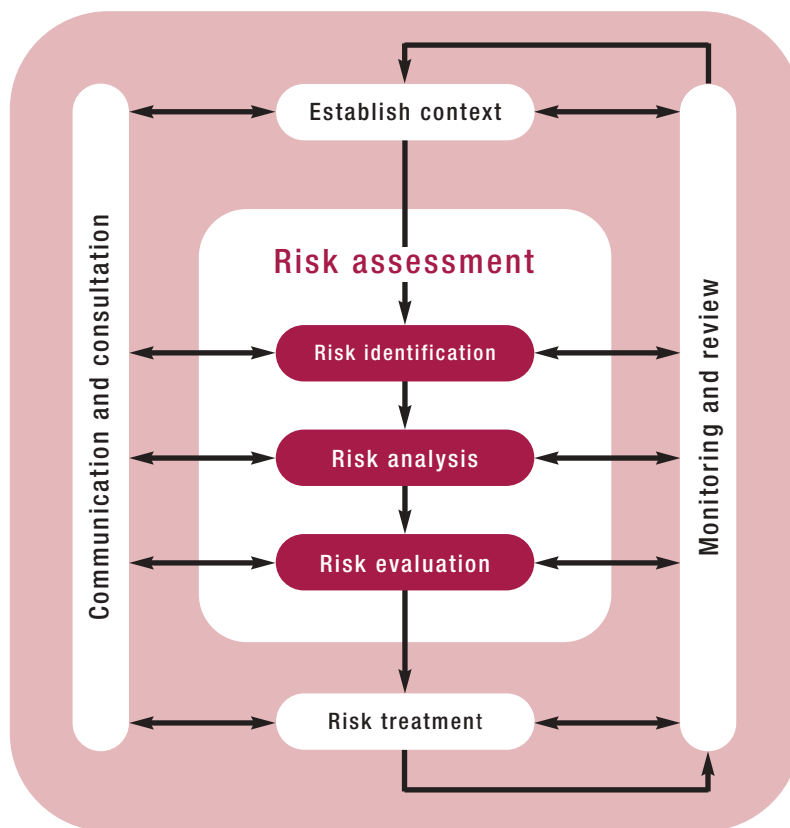 Establish context
Risk assessment
Risk identification
Risk analysis
Risk evaluation
Risk treatment
Communication and consultation
Monitoring and review